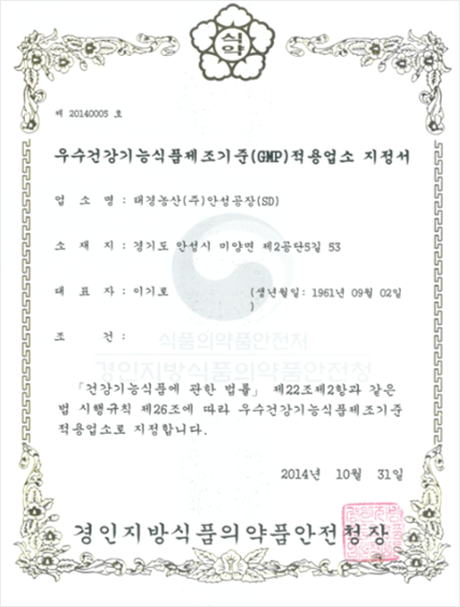 식약
제 20140005 호
우수건강기능식품제조기준(GMP)적용업소 지정서
업 소 명 : 태경농산(주)안성공장(SD)
소 재 지 : 경기도 안성시 미양면 제2공단5길 53
대 표 자 : 이기로 (생년월일: 1961년 09월 02일
)
조 건 :
식품의약품안전처
경인지방식품의약품안전청
「건강기능식품에 관한 법률」 제22조제2항과 같은
법 시행규칙 제26조에 따라 우수건강기능식품제조기준
적용업소로 지정합니다.
2014년 10월 31일
경인지방식품의약품안전청장